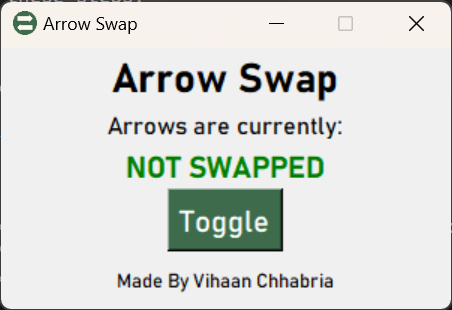 Arrow Swap
Arrow Swap
Arrows are currently:
NOT SWAPPED
Toggle
Made By Vihaan Chhabria